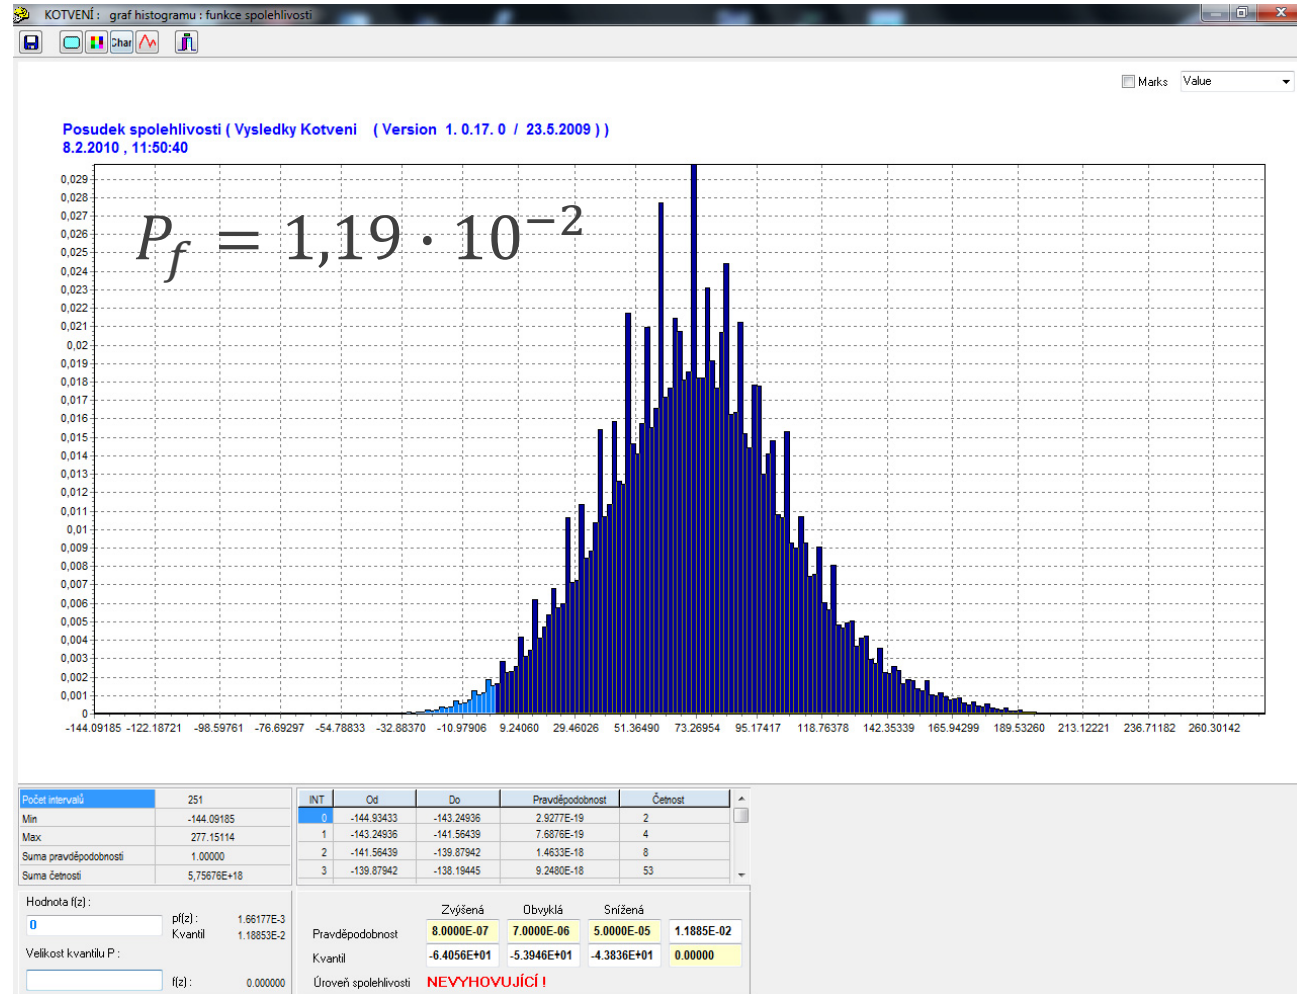 KOTVENÍ : graf histogramu : funkce spolehlivosti
Char
Marks Value
Posudek spolehlivosti ( Vysledky Kotveni ( Version 1. 0.17. 0 / 23.5.2009 ) )
8.2.2010 , 11:50:40
P_f = 1,19 · 10^−2
0,029
0,028
0,027
0,026
0,025
0,024
0,023
0,022
0,021
0,02
0,019
0,018
0,017
0,016
0,015
0,014
0,013
0,012
0,011
0,01
0,009
0,008
0,007
0,006
0,005
0,004
0,003
0,002
0,001
0
-144.09185 -122.18721 -98.59761 -76.69297 -54.78833 -32.88370 -10.97906 9.24060 29.46026 51.36490 73.26954 95.17417 118.76378 142.35339 165.94299 189.53260 213.12221 236.71182 260.30142
Počet intervalů 251
Min -144.09185
Max 277.15114
Suma pravděpodobnosti 1.00000
Suma četnosti 5,75676E+18
INT Od Do Pravděpodobnost Četnost
0 -144.93433 -143.24936 2.9277E-19 2
1 -143.24936 -141.56439 7.6876E-19 4
2 -141.56439 -139.87942 1.4633E-18 8
3 -139.87942 -138.19445 9.2480E-18 53
Hodnota f(z) :
0
pf(z) : 1.66177E-3
Kvantil 1.18853E-2
Velikost kvantilu P :
f(z) : 0.000000
Zvýšená Obvyklá Snížená
Pravděpodobnost 8.0000E-07 7.0000E-06 5.0000E-05 1.1885E-02
Kvantil -6.4056E+01 -5.3946E+01 -4.3836E+01 0.00000
Úroveň spolehlivosti NEVYHOVUJÍCÍ !